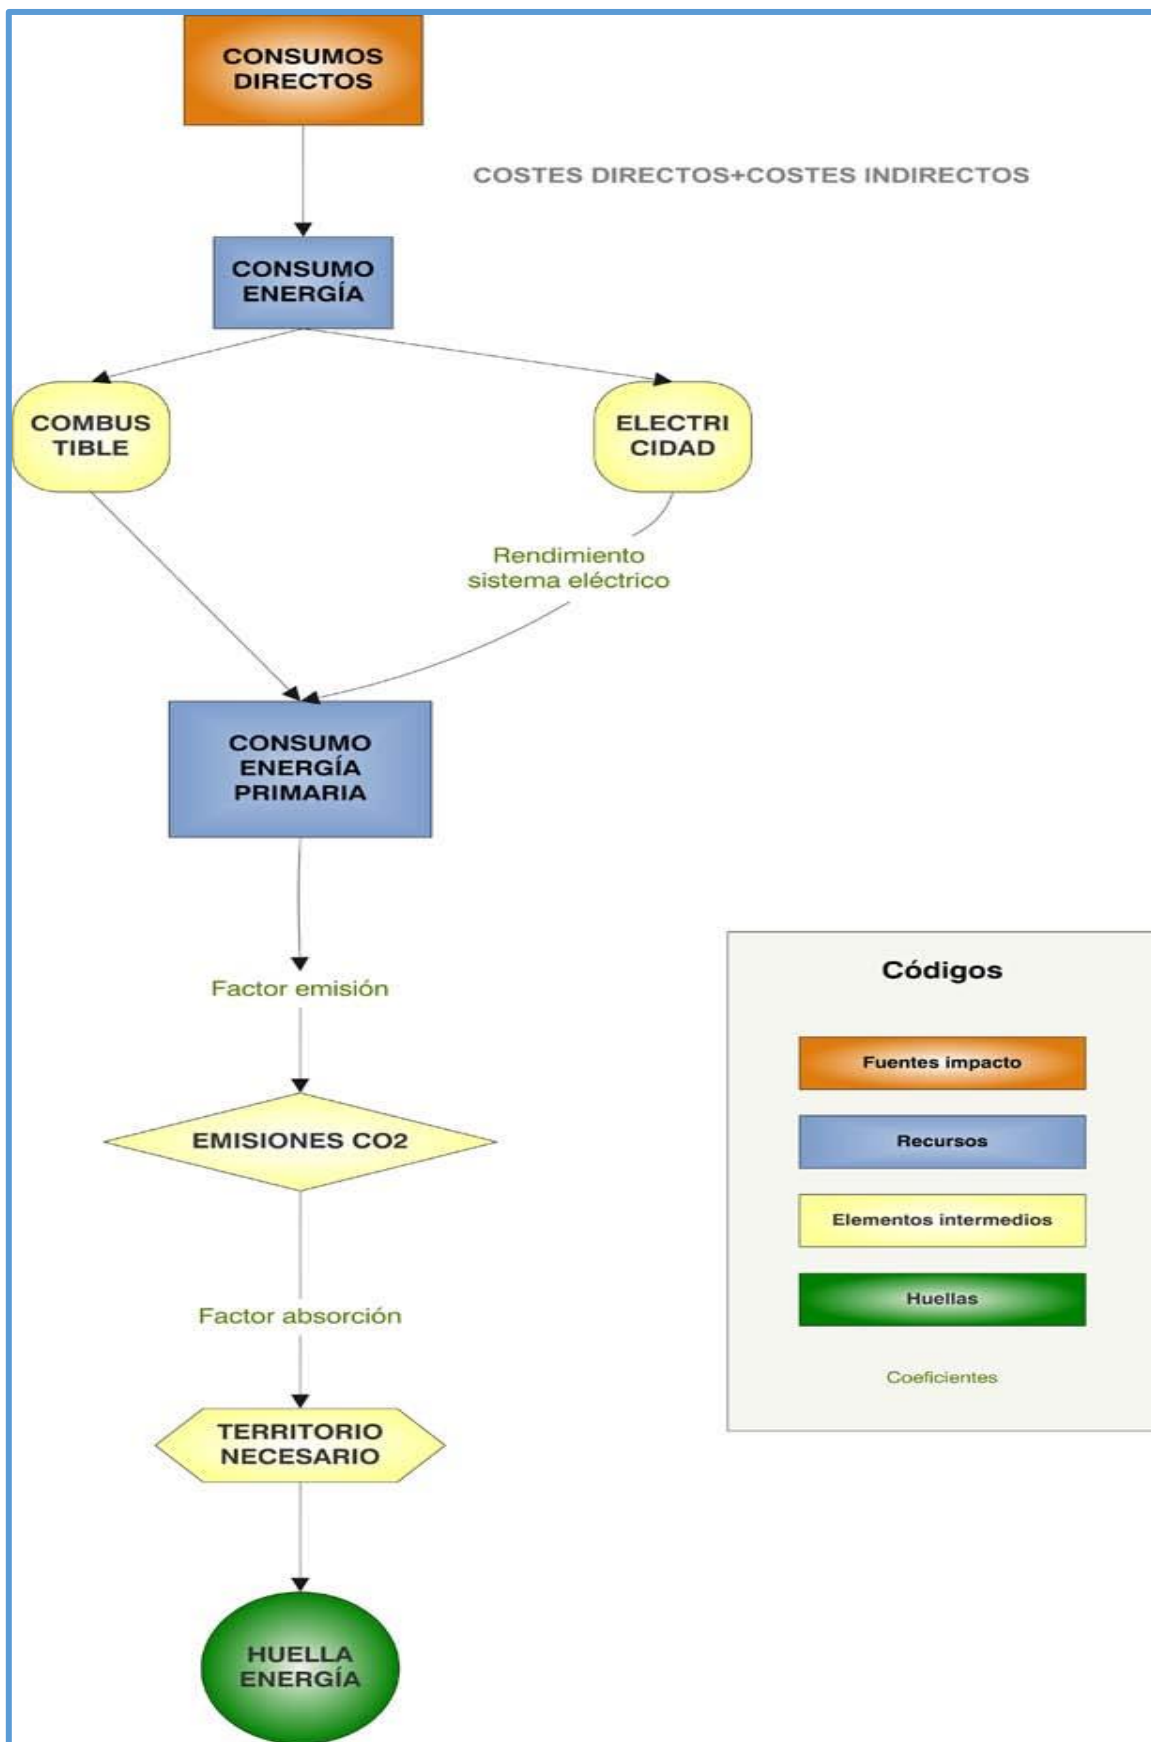 CONSUMOS
DIRECTOS
COSTES DIRECTOS+COSTES INDIRECTOS
CONSUMO
ENERGÍA
COMBUS
TIBLE
ELECTRI
CIDAD
Rendimiento
sistema eléctrico
CONSUMO
ENERGÍA
PRIMARIA
Factor emisión
EMISIONES CO2
Factor absorción
TERRITORIO
NECESARIO
HUELLA
ENERGÍA
Códigos
Fuentes impacto
Recursos
Elementos intermedios
Huellas
Coeficientes